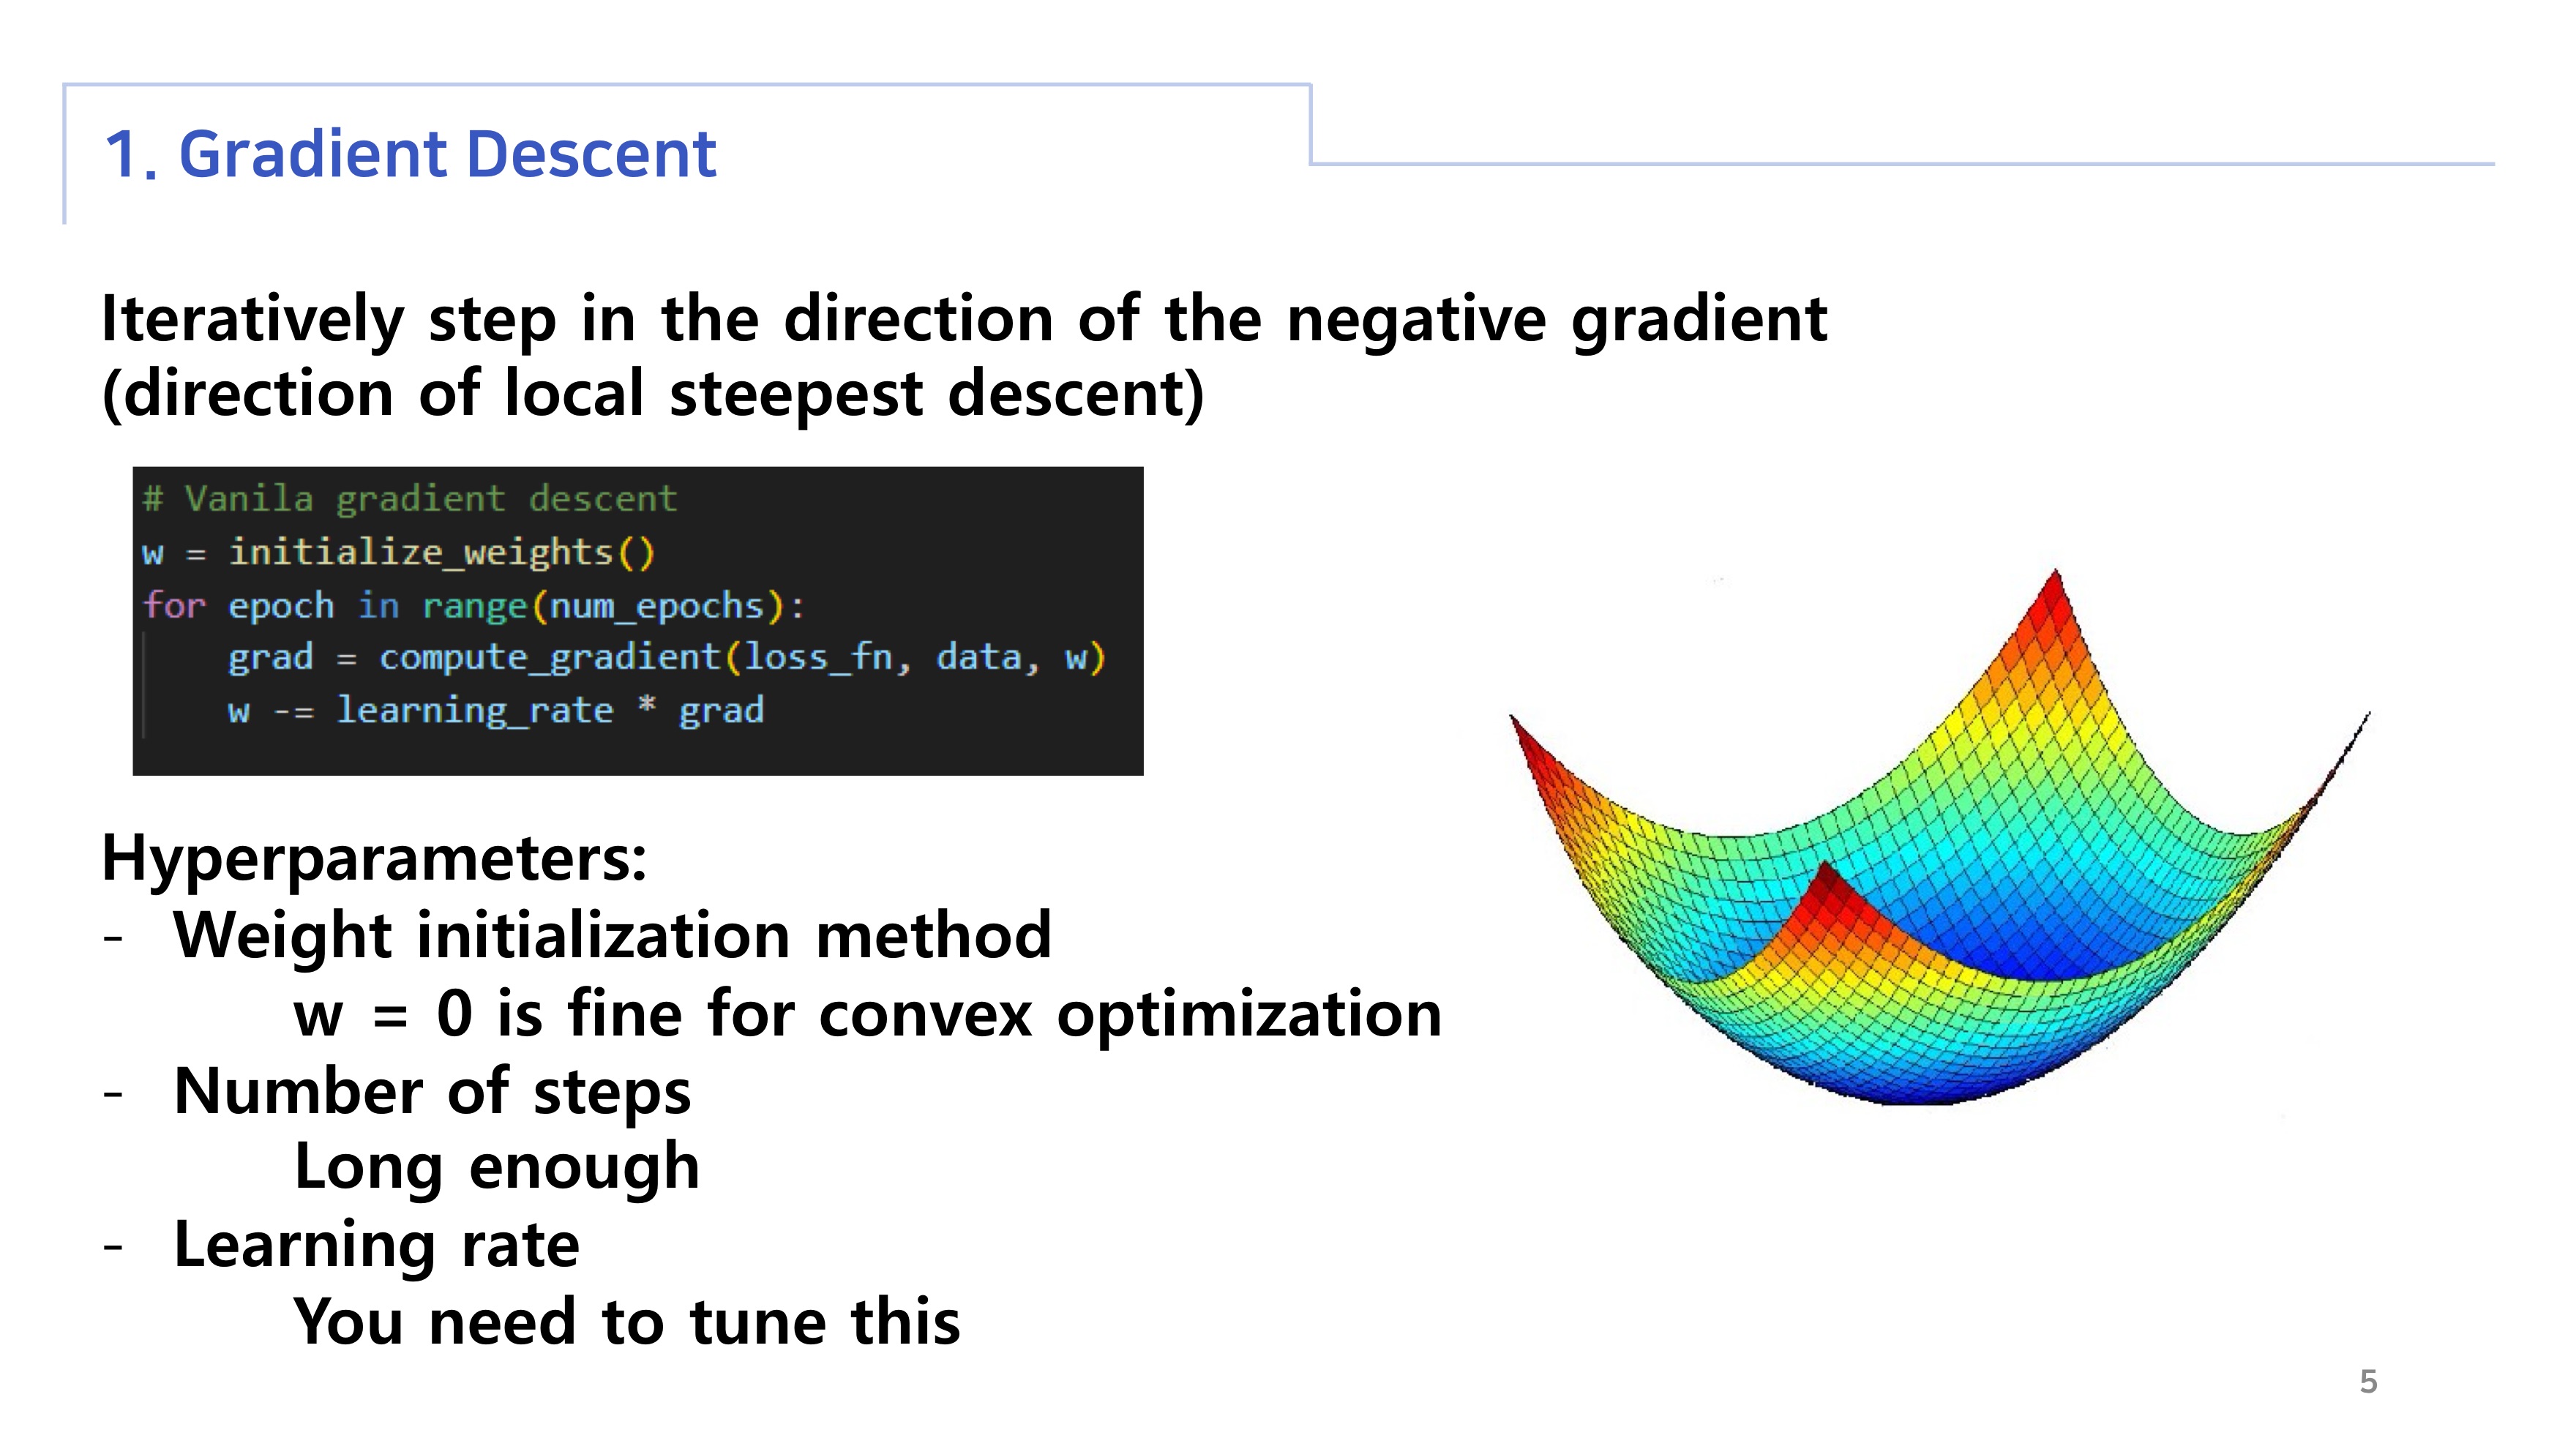 1. Gradient Descent
Iteratively step in the direction of the negative gradient
(direction of local steepest descent)
# Vanila gradient descent
w = initialize_weights()
for epoch in range(num_epochs):
    grad = compute_gradient(loss_fn, data, w)
    w -= learning_rate * grad
Hyperparameters:
- Weight initialization method
w = 0 is fine for convex optimization
- Number of steps
Long enough
- Learning rate
You need to tune this
5